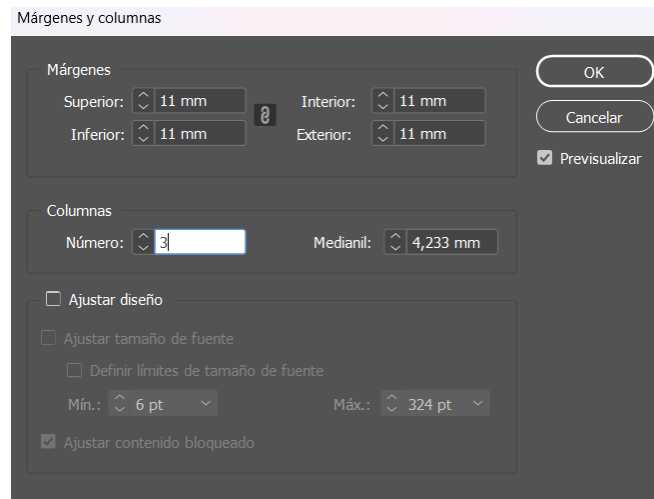 Márgenes y columnas
Márgenes
OK
Superior: 11 mm Interior: 11 mm
Cancelar
Inferior: 11 mm Exterior: 11 mm
Previsualizar
Columnas
Número: 3 Medianil: 4,233 mm
Ajustar diseño
Ajustar tamaño de fuente
Definir límites de tamaño de fuente
Mín.: 6 pt Máx.: 324 pt
Ajustar contenido bloqueado